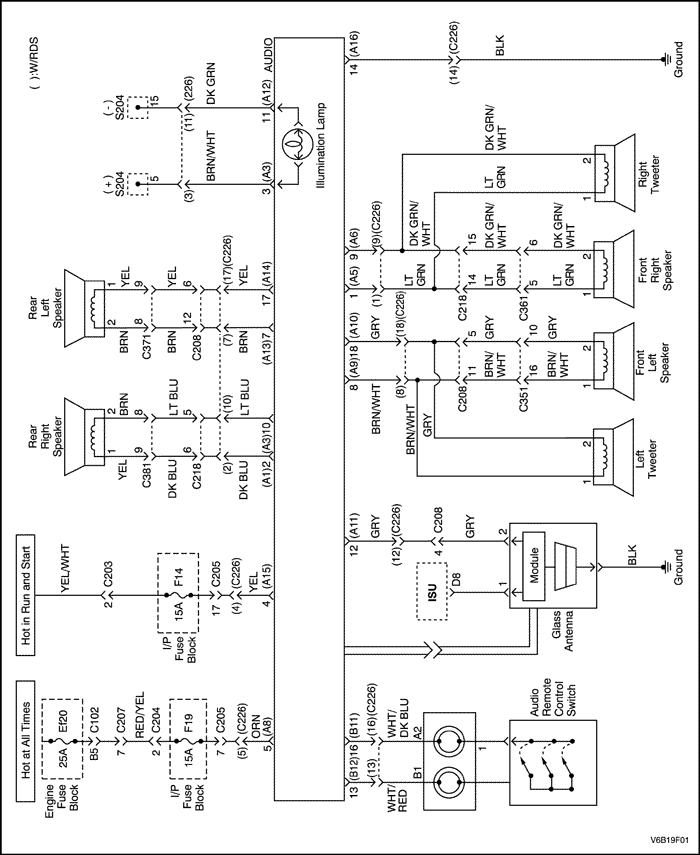 ( ):W/RDS
AUDIO
Hot at All Times
Engine
Fuse
Block
Ef20
25A
B5
C102
7
C207
RED/YEL
2
C204
I/P
Fuse
Block
F19
15A
7
C205
(5)
(C226)
ORN
5
(A8)
Hot in Run and Start
YEL/WHT
2
C203
I/P
Fuse
Block
F14
15A
17
C205
(4)
(C226)
YEL
4
(A15)
Rear
Right
Speaker
1
2
YEL
BRN
9
8
C381
DK BLU
LT BLU
C218
5
(2)
(10)
DK BLU
(A1)2
(A3)10
Rear
Left
Speaker
2
1
BRN
YEL
8
9
C371
BRN
YEL
C208
12
6
(7)
(17)(C226)
BRN
YEL
(A13)7
17
(A14)
(+)
S204
5
(3)
BRN/WHT
3
(A3)
(-)
S204
15
(11)
(226)
DK GRN
11
(A12)
Illumination Lamp
13
(B12)16
(B11)
(13)
(16)(C226)
WHT/
RED
WHT/
DK BLU
B1
A2
1
Audio
Remote
Control
Switch
12
(A11)
GRY
(12)
(C226)
4
C208
GRY
ISU
D8
1
2
Module
Glass
Antenna
BLK
Ground
8
(A9)18
(A10)
BRN/WHT
GRY
(8)
(18)(C226)
BRN/WHT
GRY
C208
11
5
BRN/
WHT
GRY
C351
16
10
BRN/
WHT
GRY
Left
Tweeter
1
2
Front
Left
Speaker
1
2
1
(A5)
9
(A6)
(1)
(9)(C226)
LT
GRN
DK GRN/
WHT
C218
14
15
LT
GRN
DK GRN/
WHT
C361
5
6
LT
GRN
DK GRN/
WHT
Front
Right
Speaker
1
2
LT
GRN
DK GRN/
WHT
Right
Tweeter
1
2
14
(A16)
(14)
(C226)
BLK
Ground
V6B19F01